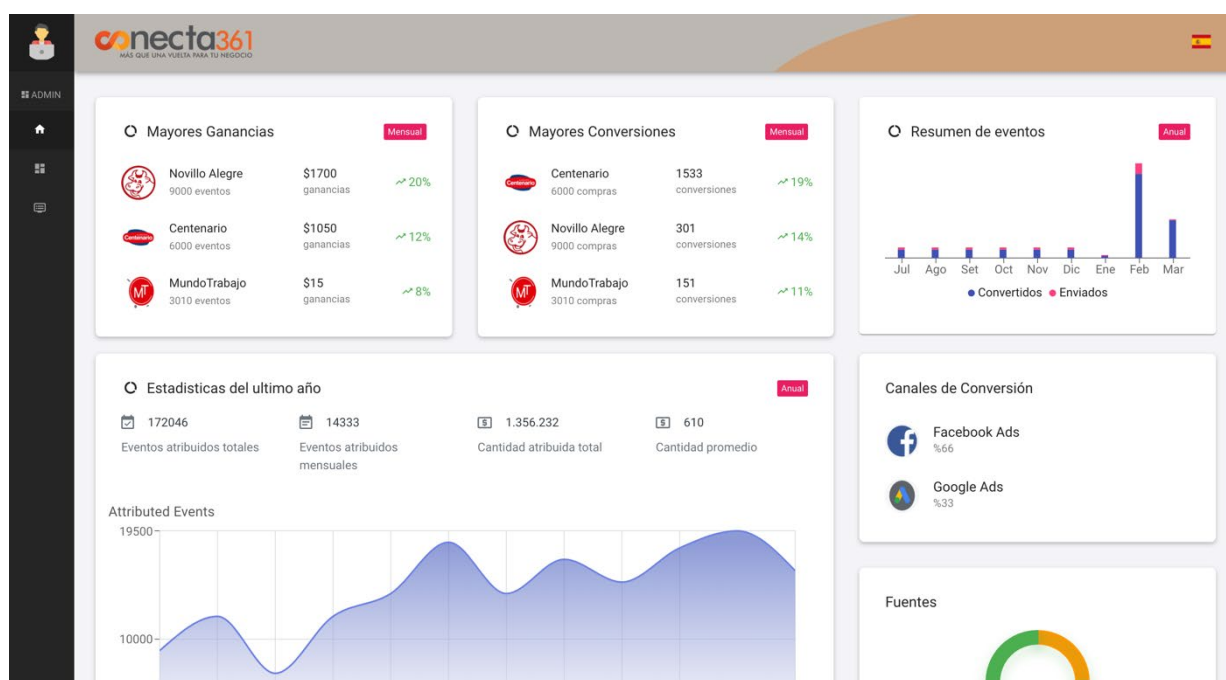 conecta361
MÁS QUE UNA VUELTA PARA TU NEGOCIO
ADMIN
Mayores Ganancias
Mensual
Novillo Alegre
9000 eventos
$1700
ganancias
20%
Centenario
6000 eventos
$1050
ganancias
12%
MT
MundoTrabajo
3010 eventos
$15
ganancias
8%
Mayores Conversiones
Mensual
Centenario
Centenario
6000 compras
1533
conversiones
19%
Novillo Alegre
9000 compras
301
conversiones
14%
MT
MundoTrabajo
3010 compras
151
conversiones
11%
Resumen de eventos
Anual
Jul Ago Set Oct Nov Dic Ene Feb Mar
Convertidos Enviados
Estadisticas del ultimo año
Anual
172046
Eventos atribuidos totales
14333
Eventos atribuidos
mensuales
1.356.232
Cantidad atribuida total
610
Cantidad promedio
Attributed Events
19500
10000
Canales de Conversión
Facebook Ads
%66
Google Ads
%33
Fuentes